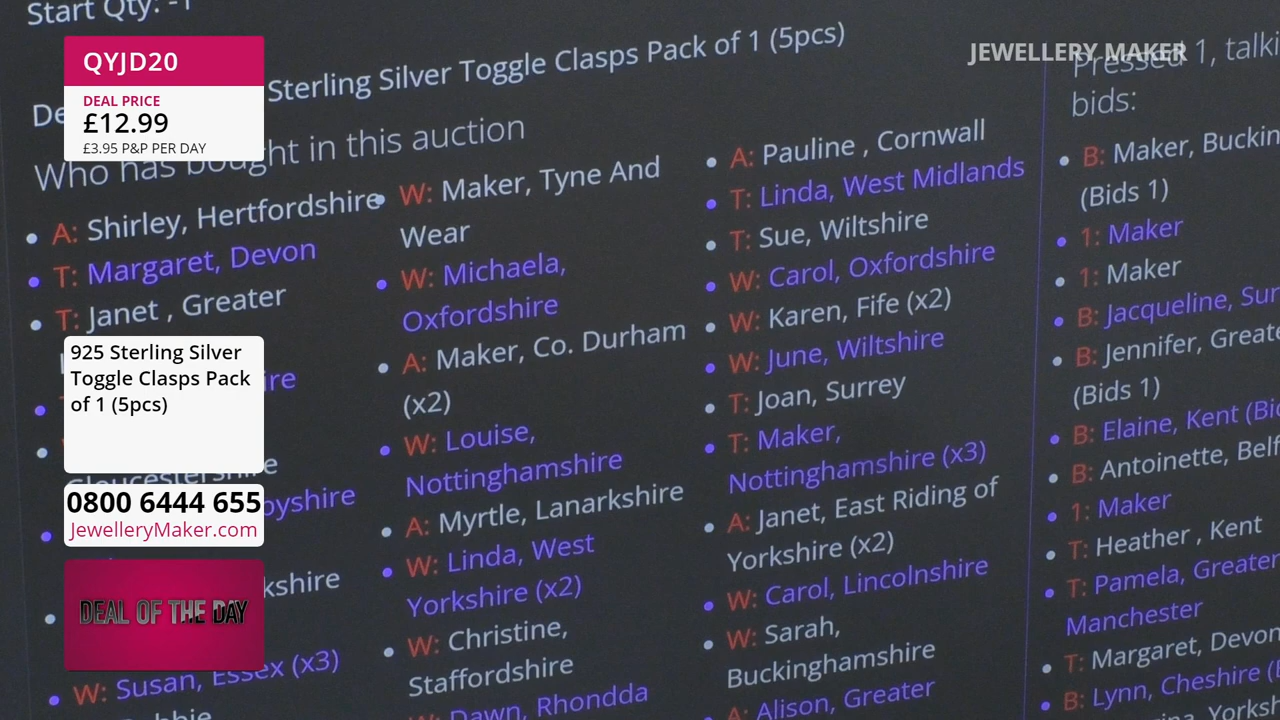 Start Qty: -1
Sterling Silver Toggle Clasps Pack of 1 (5pcs)
Who has bought in this auction
A: Shirley, Hertfordshire
T: Margaret, Devon
T: Janet , Greater
Gloucestershire
kshire
W: Susan, Essex (x3)
W: Maker, Tyne And
Wear
W: Michaela,
Oxfordshire
A: Maker, Co. Durham
(x2)
W: Louise,
Nottinghamshire
A: Myrtle, Lanarkshire
W: Linda, West
Yorkshire (x2)
W: Christine,
Staffordshire
W: Dawn, Rhondda
A: Pauline , Cornwall
T: Linda, West Midlands
T: Sue, Wiltshire
W: Carol, Oxfordshire
W: Karen, Fife (x2)
W: June, Wiltshire
T: Joan, Surrey
T: Maker,
Nottinghamshire (x3)
A: Janet, East Riding of
Yorkshire (x2)
W: Carol, Lincolnshire
W: Sarah,
Buckinghamshire
A: Alison, Greater
Pressed 1, talki
bids:
B: Maker, Buckin
(Bids 1)
1: Maker
1: Maker
B: Jacqueline, Sur
B: Jennifer, Greate
(Bids 1)
B: Elaine, Kent (Bi
B: Antoinette, Belf
1: Maker
T: Heather , Kent
T: Pamela, Greater
Manchester
T: Margaret, Devon
B: Lynn, Cheshire
JEWELLERY MAKER
QYJD20
DEAL PRICE
£12.99
£3.95 P&P PER DAY
925 Sterling Silver
Toggle Clasps Pack
of 1 (5pcs)
0800 6444 655
JewelleryMaker.com
DEAL OF THE DAY